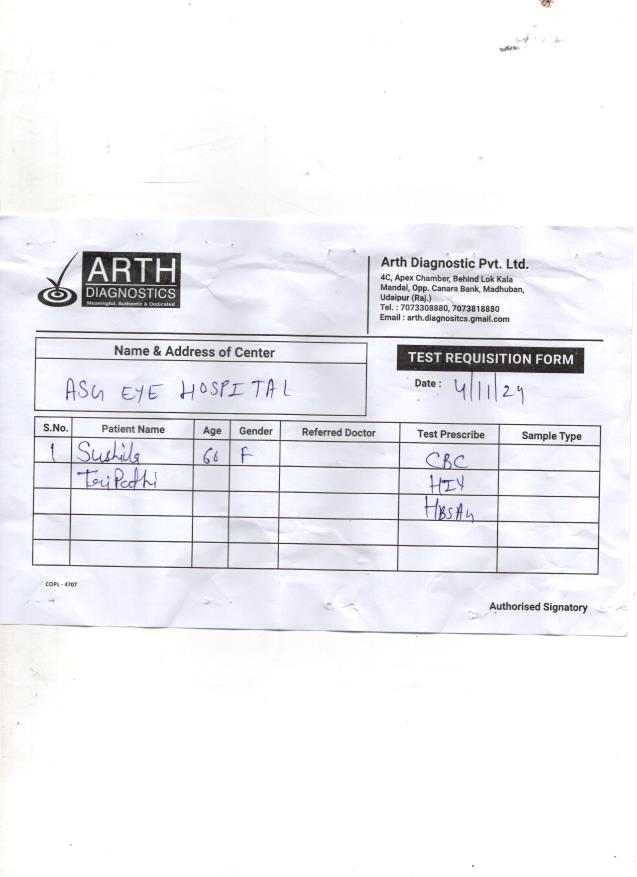 ARTH
DIAGNOSTICS
Meaningful, Authentic & Dedicated
Arth Diagnostic Pvt. Ltd.
4C, Apex Chamber, Behind Lok Kala
Mandal, Opp. Canara Bank, Madhuban,
Udaipur (Raj.)
Tel. : 7073308880, 7073818880
Email : arth.diagnositcs.gmail.com
Name & Address of Center
ASG EYE HOSPITAL
TEST REQUISITION FORM
Date : 4/11/24
S.No. Patient Name Age Gender Referred Doctor Test Prescribe Sample Type
1 Sushila 66 F CBC
TriPathi HIV
HBSAg
COPL - 4707
Authorised Signatory